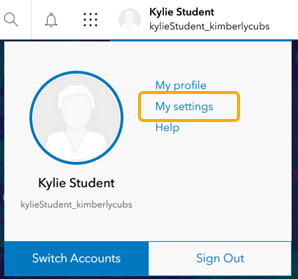 Kylie Student
kylieStudent_kimberlycubs
My profile
My settings
Help
Kylie Student
kylieStudent_kimberlycubs
Switch Accounts
Sign Out